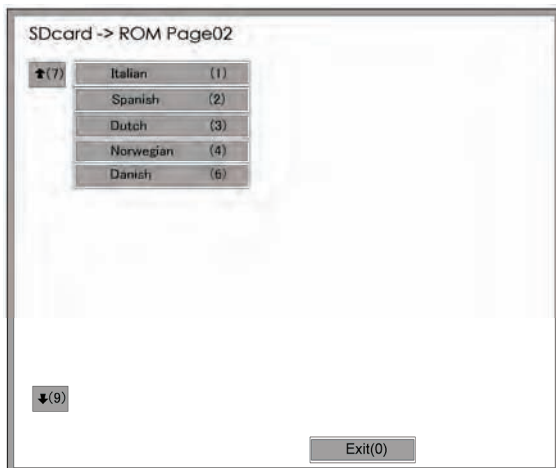 SDcard -> ROM Page02
⬆(7) Italian (1)
Spanish (2)
Dutch (3)
Norwegian (4)
Danish (6)
⬇(9)
Exit(0)